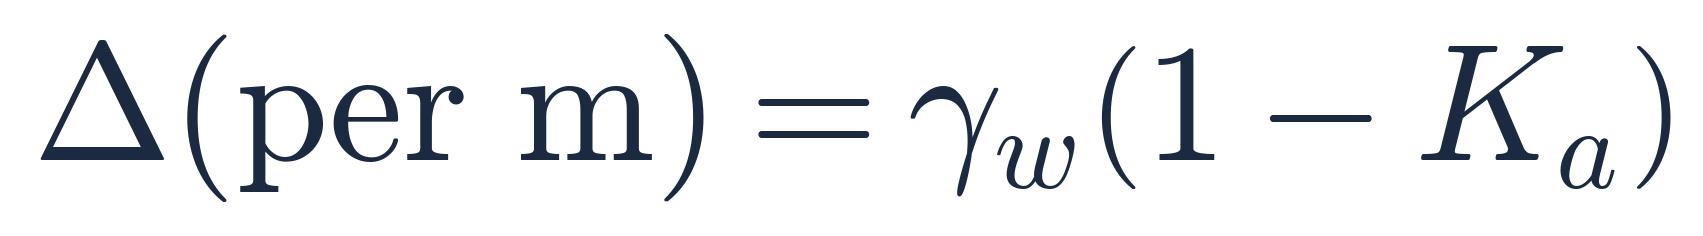 Δ(per m) = γ_w(1 − K_a)